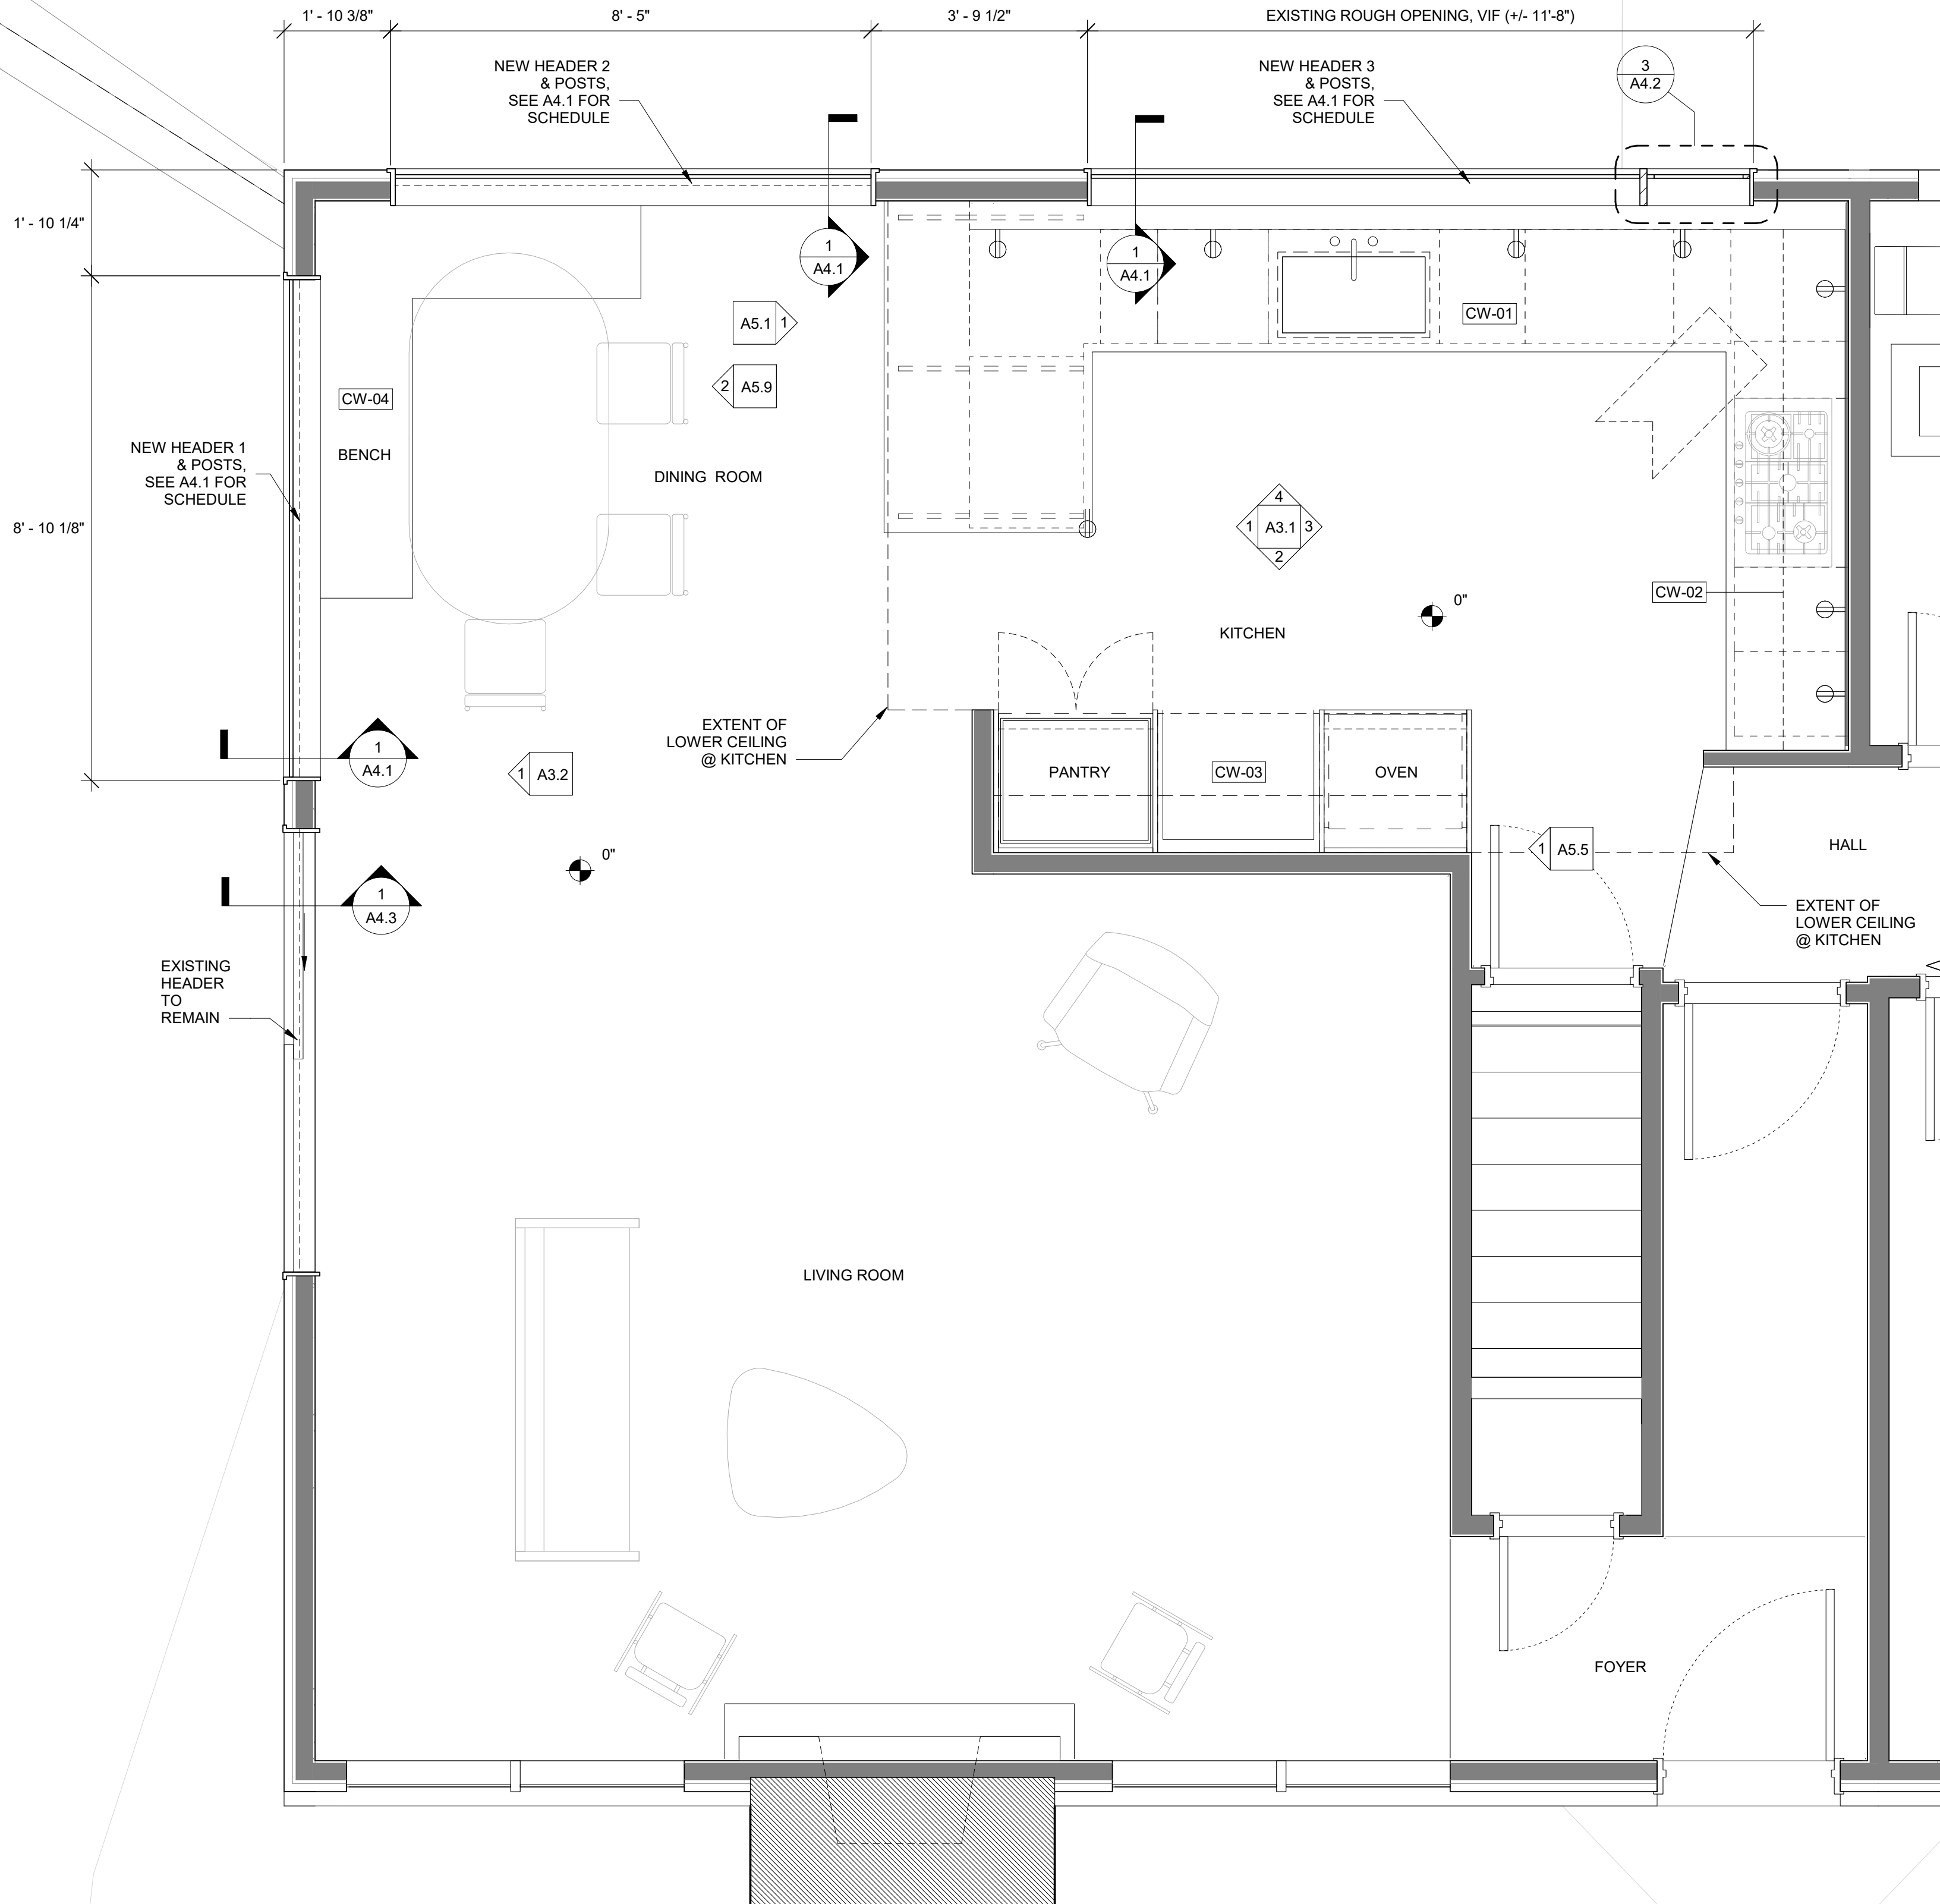 1' - 10 3/8"
8' - 5"
3' - 9 1/2"
EXISTING ROUGH OPENING, VIF (+/- 11'-8")
NEW HEADER 2
& POSTS,
SEE A4.1 FOR
SCHEDULE
NEW HEADER 3
& POSTS,
SEE A4.1 FOR
SCHEDULE
3
A4.2
1' - 10 1/4"
1
A4.1
1
A4.1
CW-01
A5.1
1
2
A5.9
CW-04
BENCH
NEW HEADER 1
& POSTS,
SEE A4.1 FOR
SCHEDULE
8' - 10 1/8"
DINING ROOM
4
1
A3.1
3
2
CW-02
0"
KITCHEN
EXTENT OF
LOWER CEILING
@ KITCHEN
1
A4.1
1
A3.2
PANTRY
CW-03
OVEN
0"
1
A5.5
HALL
1
A4.3
EXTENT OF
LOWER CEILING
@ KITCHEN
EXISTING
HEADER
TO
REMAIN
LIVING ROOM
FOYER